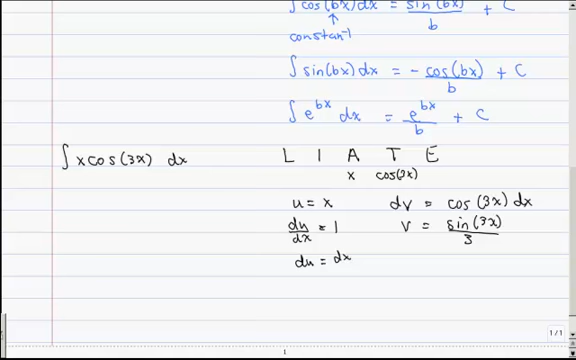 ∫ cos(bx) dx = sin(bx)/b + C
↑
constant
∫ sin(bx) dx = - cos(bx)/b + C
∫ e^{bx} dx = e^{bx}/b + C
∫ x cos(3x) dx
L I A T E
x cos(3x)
u = x dv = cos(3x) dx
du/dx = 1 v = sin(3x)/3
du = dx
1/1
1